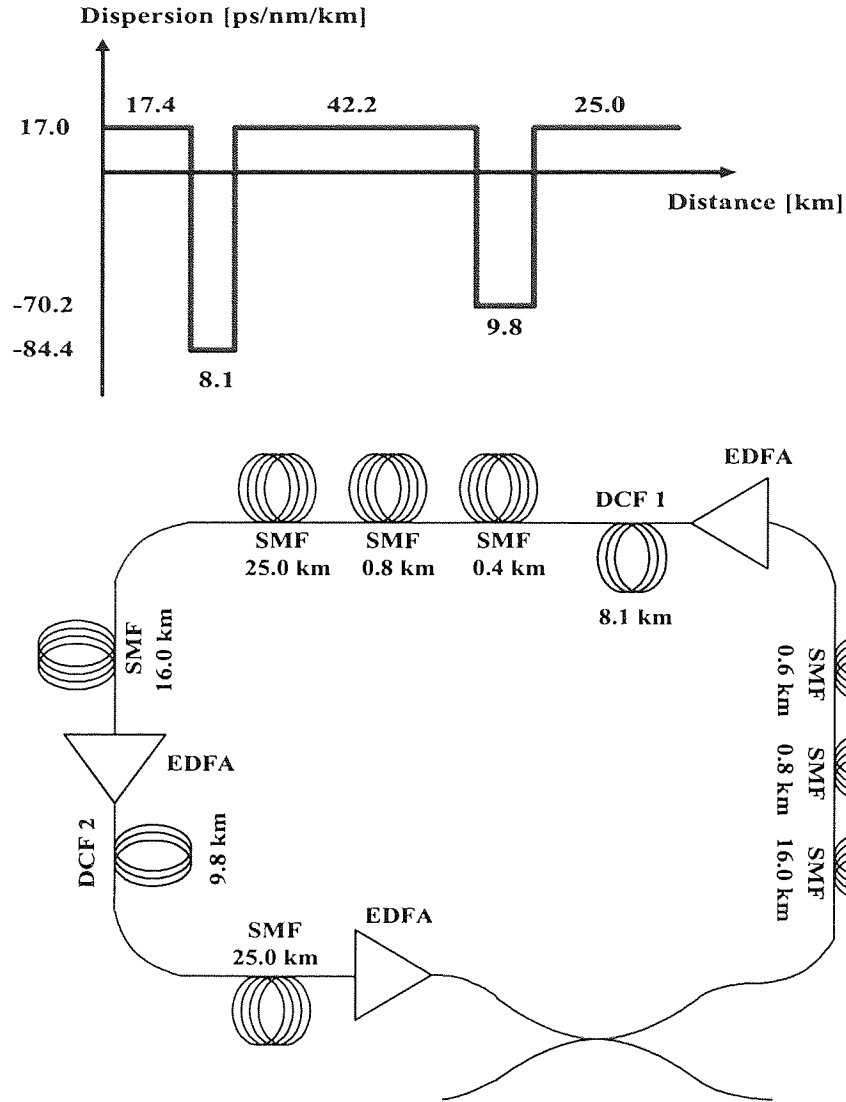 Dispersion [ps/nm/km]
17.4
42.2
25.0
17.0
Distance [km]
-70.2
9.8
-84.4
8.1
EDFA
DCF 1
SMF
25.0 km
SMF
0.8 km
SMF
0.4 km
8.1 km
SMF
16.0 km
SMF
0.6 km
EDFA
SMF
0.8 km
DCF 2
9.8 km
SMF
16.0 km
SMF
25.0 km
EDFA